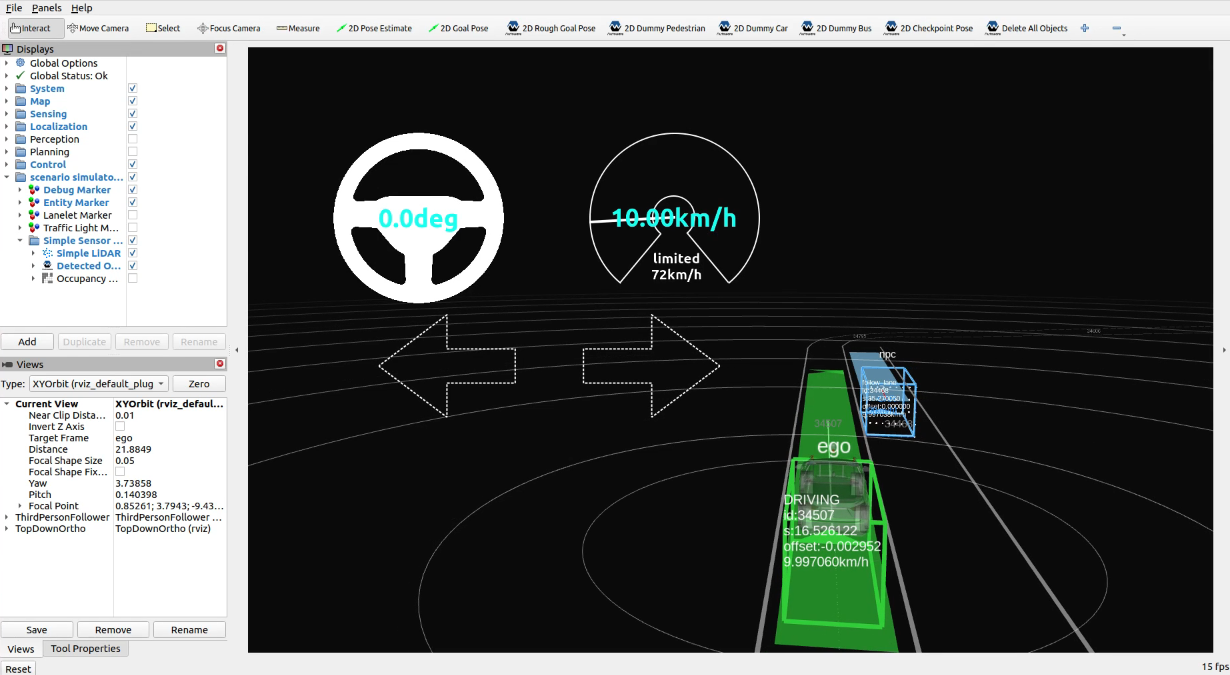 File Panels Help
Interact Move Camera Select Focus Camera Measure 2D Pose Estimate 2D Goal Pose 2D Rough Goal Pose 2D Dummy Pedestrian 2D Dummy Car 2D Dummy Bus 2D Checkpoint Pose Delete All Objects
Displays
Global Options
Global Status: Ok
System
Map
Sensing
Localization
Perception
Planning
Control
scenario simulato...
Debug Marker
Entity Marker
Lanelet Marker
Traffic Light M...
Simple Sensor ...
Simple LiDAR
Detected O...
Occupancy ...
Add Duplicate Remove Rename
Views
Type: XYOrbit (rviz_default_plug Zero
Current View XYOrbit (rviz_defaul...
Near Clip Dista... 0.01
Invert Z Axis
Target Frame ego
Distance 21.8849
Focal Shape Size 0.05
Focal Shape Fix...
Yaw 3.73858
Pitch 0.140398
Focal Point 0.85261; 3.7943; -9.43...
ThirdPersonFollower ThirdPersonFollower ...
TopDownOrtho TopDownOrtho (rviz)
Save Remove Rename
Views Tool Properties
Reset
0.0deg
10.00km/h
limited
72km/h
npc
34507
ego
DRIVING
id:34507
s:16.526122
offset:-0.002952
9.997060km/h
15 fps